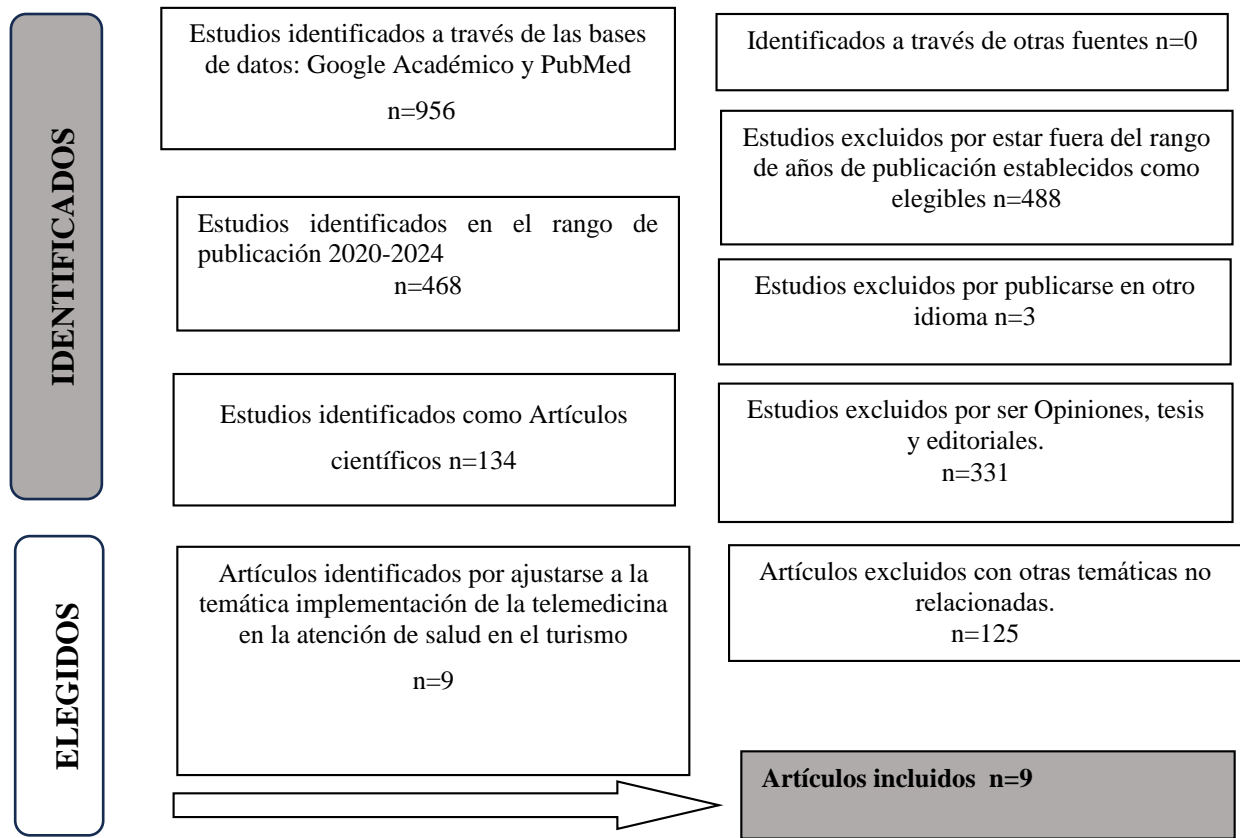 IDENTIFICADOS
Estudios identificados a través de las bases
de datos: Google Académico y PubMed
n=956
Identificados a través de otras fuentes n=0
Estudios excluidos por estar fuera del rango
de años de publicación establecidos como
elegibles n=488
Estudios identificados en el rango de
publicación 2020-2024
n=468
Estudios excluidos por publicarse en otro
idioma n=3
Estudios identificados como Artículos
científicos n=134
Estudios excluidos por ser Opiniones, tesis
y editoriales.
n=331
ELEGIDOS
Artículos identificados por ajustarse a la
temática implementación de la telemedicina
en la atención de salud en el turismo
n=9
Artículos excluidos con otras temáticas no
relacionadas.
n=125
Artículos incluidos n=9